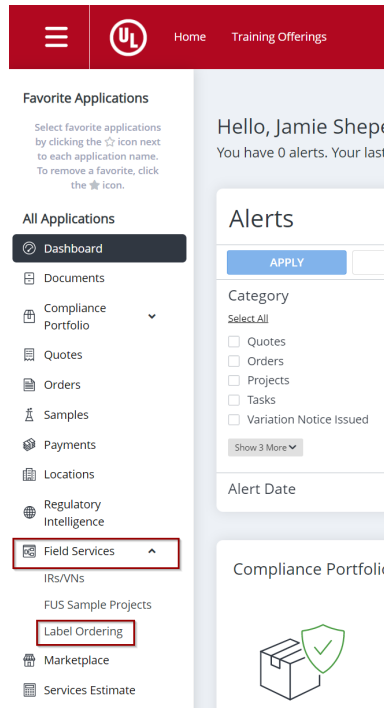 UL
Home
Training Offerings
Favorite Applications
Select favorite applications
by clicking the ☆ icon next
to each application name.
To remove a favorite, click
the ★ icon.
All Applications
Dashboard
Documents
Compliance
Portfolio
Quotes
Orders
Samples
Payments
Locations
Regulatory
Intelligence
Field Services
IRs/VNs
FUS Sample Projects
Label Ordering
Marketplace
Services Estimate
Hello, Jamie Shepe
You have 0 alerts. Your last
Alerts
APPLY
Category
Select All
Quotes
Orders
Projects
Tasks
Variation Notice Issued
Show 3 More
Alert Date
Compliance Portfolio